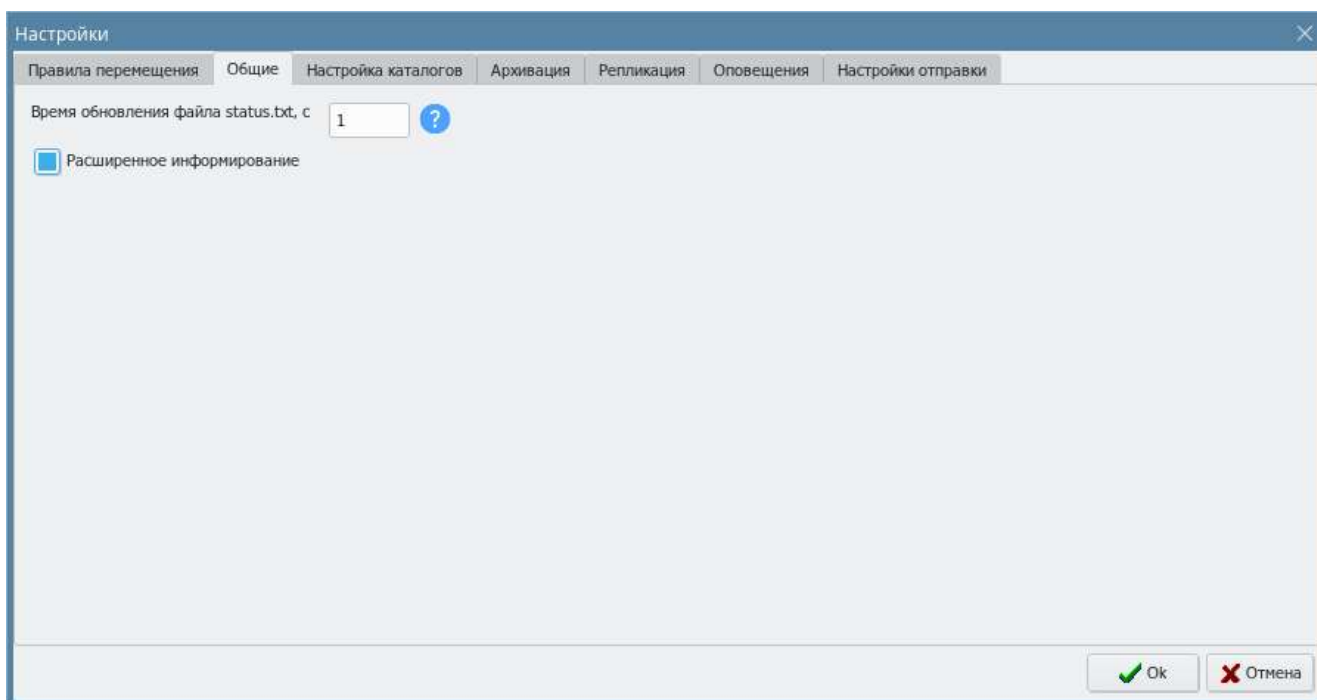 Настройки
Правила перемещения Общие Настройка каталогов Архивация Репликация Оповещения Настройки отправки
Время обновления файла status.txt, с 1 ?
Расширенное информирование
Ok Отмена